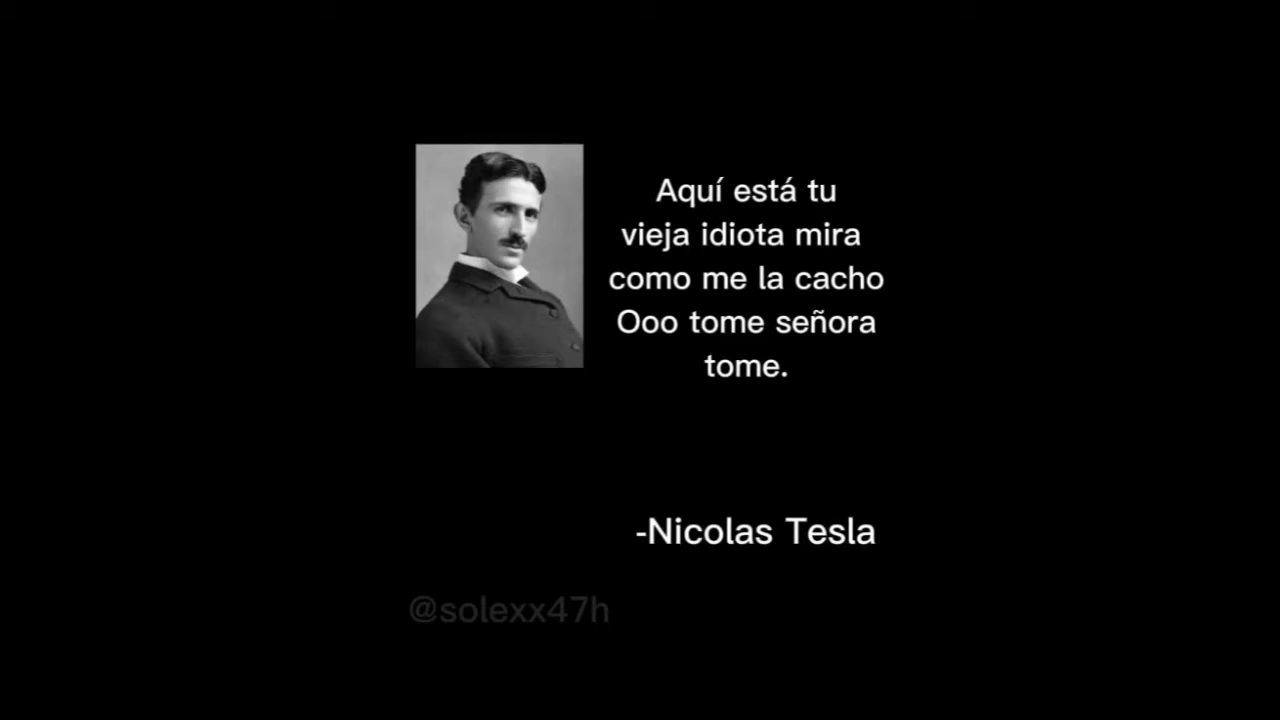 Aquí está tu
vieja idiota mira
como me la cacho
Ooo tome señora
tome.
-Nicolas Tesla
@solexx47h